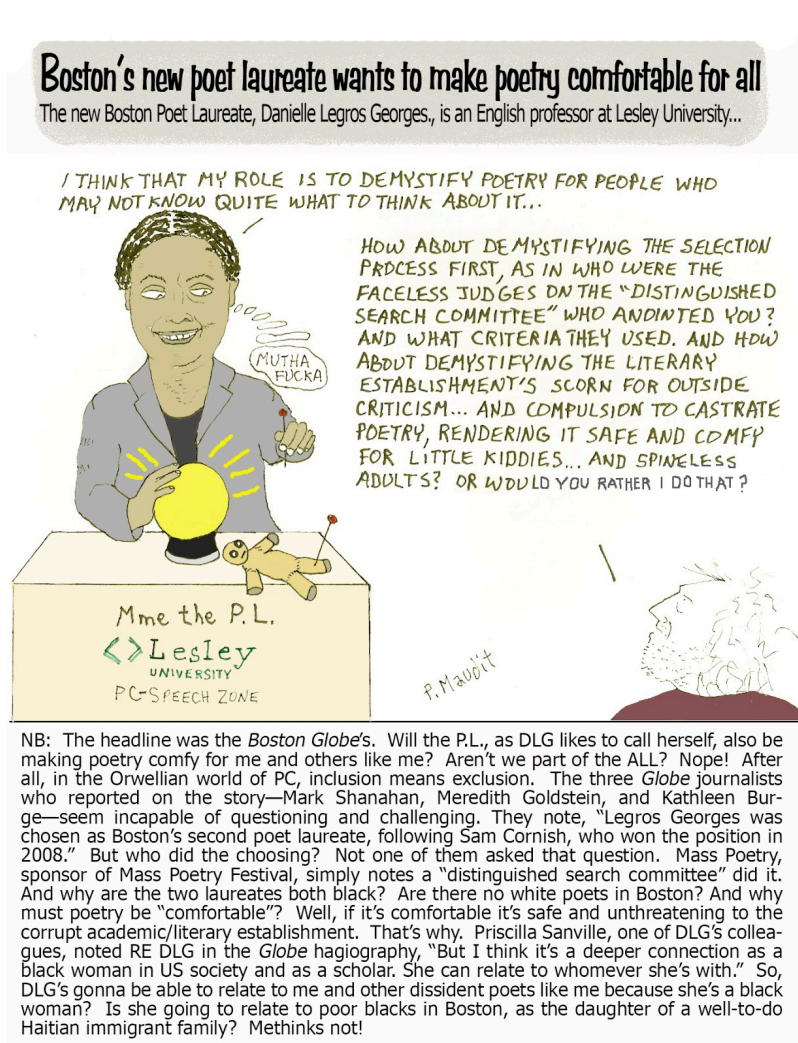 Boston's new poet laureate wants to make poetry comfortable for all
The new Boston Poet Laureate, Danielle Legros Georges., is an English professor at Lesley University...
I THINK THAT MY ROLE IS TO DEMYSTIFY POETRY FOR PEOPLE WHO
MAY NOT KNOW QUITE WHAT TO THINK ABOUT IT...
HOW ABOUT DEMYSTIFYING THE SELECTION
PROCESS FIRST, AS IN WHO WERE THE
FACELESS JUDGES ON THE "DISTINGUISHED
SEARCH COMMITTEE" WHO ANOINTED YOU?
AND WHAT CRITERIA THEY USED. AND HOW
ABOUT DEMYSTIFYING THE LITERARY
ESTABLISHMENT'S SCORN FOR OUTSIDE
CRITICISM... AND COMPULSION TO CASTRATE
POETRY, RENDERING IT SAFE AND COMFY
FOR LITTLE KIDDIES... AND SPINELESS
ADULTS? OR WOULD YOU RATHER I DO THAT?
MUTHA
FUCKA
Mme the P.L.
<> Lesley
UNIVERSITY
PC-SPEECH ZONE
P. Maudit
NB: The headline was the Boston Globe's. Will the P.L., as DLG likes to call herself, also be
making poetry comfy for me and others like me? Aren't we part of the ALL? Nope! After
all, in the Orwellian world of PC, inclusion means exclusion. The three Globe journalists
who reported on the story—Mark Shanahan, Meredith Goldstein, and Kathleen Bur-
ge—seem incapable of questioning and challenging. They note, "Legros Georges was
chosen as Boston's second poet laureate, following Sam Cornish, who won the position in
2008." But who did the choosing? Not one of them asked that question. Mass Poetry,
sponsor of Mass Poetry Festival, simply notes a "distinguished search committee" did it.
And why are the two laureates both black? Are there no white poets in Boston? And why
must poetry be "comfortable"? Well, if it's comfortable it's safe and unthreatening to the
corrupt academic/literary establishment. That's why. Priscilla Sanville, one of DLG's collea-
gues, noted RE DLG in the Globe hagiography, "But I think it's a deeper connection as a
black woman in US society and as a scholar. She can relate to whomever she's with." So,
DLG's gonna be able to relate to me and other dissident poets like me because she's a black
woman? Is she going to relate to poor blacks in Boston, as the daughter of a well-to-do
Haitian immigrant family? Methinks not!